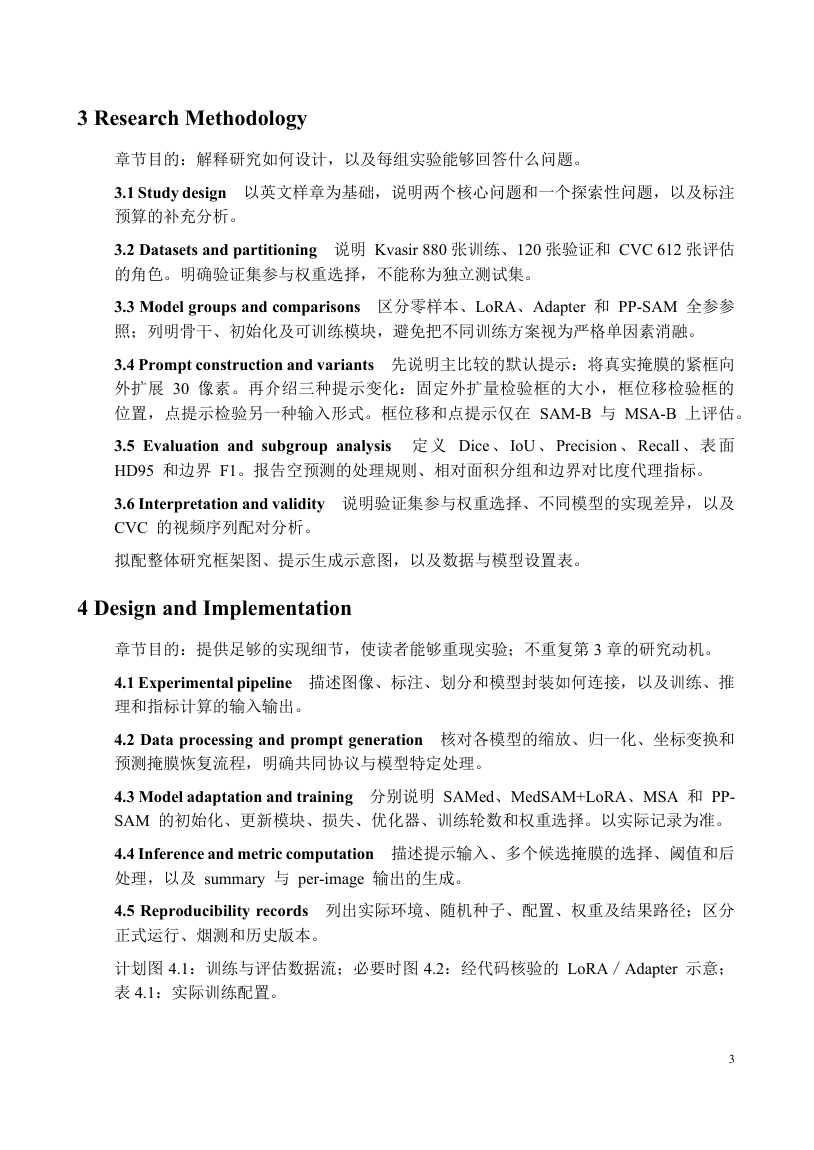 3 Research Methodology
章节目的：解释研究如何设计，以及每组实验能够回答什么问题。
3.1 Study design 以英文样章为基础，说明两个核心问题和一个探索性问题，以及标注
预算的补充分析。
3.2 Datasets and partitioning 说明 Kvasir 880 张训练、120 张验证和 CVC 612 张评估
的角色。明确验证集参与权重选择，不能称为独立测试集。
3.3 Model groups and comparisons 区分零样本、LoRA、Adapter 和 PP-SAM 全参参
照；列明骨干、初始化及可训练模块，避免把不同训练方案视为严格单因素消融。
3.4 Prompt construction and variants 先说明主比较的默认提示：将真实掩膜的紧框向
外扩展 30 像素。再介绍三种提示变化：固定外扩量检验框的大小，框位移检验框的
位置，点提示检验另一种输入形式。框位移和点提示仅在 SAM-B 与 MSA-B 上评估。
3.5 Evaluation and subgroup analysis 定义 Dice、IoU、Precision、Recall、表面
HD95 和边界 F1。报告空预测的处理规则、相对面积分组和边界对比度代理指标。
3.6 Interpretation and validity 说明验证集参与权重选择、不同模型的实现差异，以及
CVC 的视频序列配对分析。
拟配整体研究框架图、提示生成示意图，以及数据与模型设置表。
4 Design and Implementation
章节目的：提供足够的实现细节，使读者能够重现实验；不重复第 3 章的研究动机。
4.1 Experimental pipeline 描述图像、标注、划分和模型封装如何连接，以及训练、推
理和指标计算的输入输出。
4.2 Data processing and prompt generation 核对各模型的缩放、归一化、坐标变换和
预测掩膜恢复流程，明确共同协议与模型特定处理。
4.3 Model adaptation and training 分别说明 SAMed、MedSAM+LoRA、MSA 和 PP-
SAM 的初始化、更新模块、损失、优化器、训练轮数和权重选择。以实际记录为准。
4.4 Inference and metric computation 描述提示输入、多个候选掩膜的选择、阈值和后
处理，以及 summary 与 per-image 输出的生成。
4.5 Reproducibility records 列出实际环境、随机种子、配置、权重及结果路径；区分
正式运行、烟测和历史版本。
计划图 4.1：训练与评估数据流；必要时图 4.2：经代码核验的 LoRA / Adapter 示意；
表 4.1：实际训练配置。
3